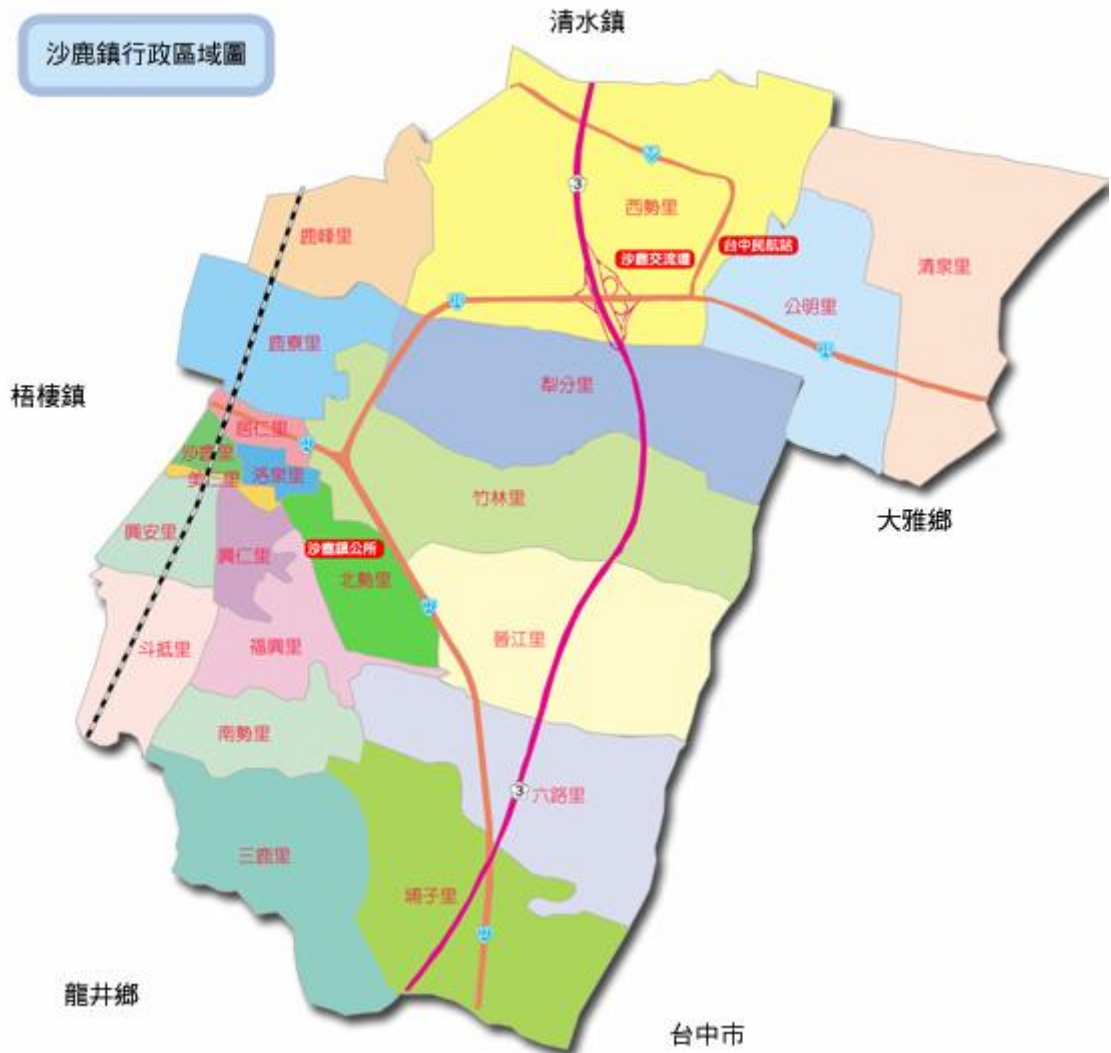 清水鎮
沙鹿鎮行政區域圖
西勢里
鹿峰里
台中民航站
沙鹿交流道
清泉里
公明里
鹿寮里
犁分里
梧棲鎮
居仁里
沙鹿里
洛泉里
美仁里
竹林里
大雅鄉
興安里
沙鹿鎮公所
興仁里
北勢里
晉江里
斗抵里
福興里
南勢里
3
3
六路里
三鹿里
埔子里
龍井鄉
台中市